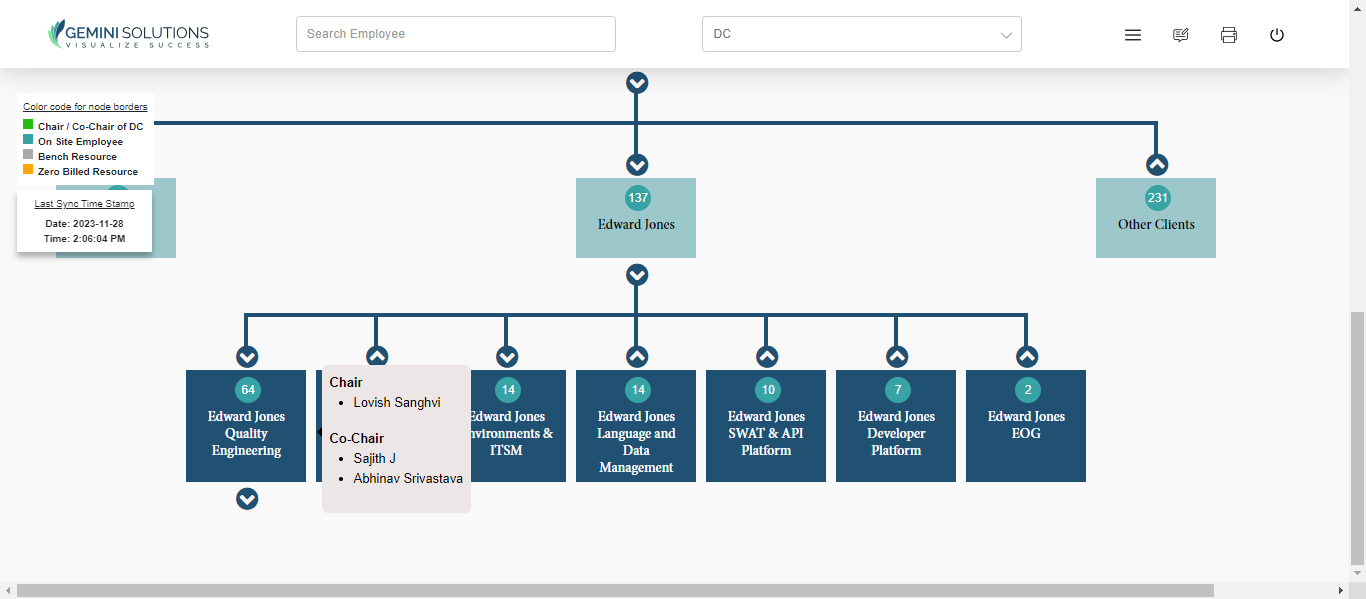 GEMINI SOLUTIONS
VISUALIZE SUCCESS
Search Employee
DC
Color code for node borders
Chair / Co-Chair of DC
On Site Employee
Bench Resource
Zero Billed Resource
Last Sync Time Stamp
Date: 2023-11-28
Time: 2:06:04 PM
137
Edward Jones
231
Other Clients
64
Edward Jones
Quality
Engineering
Chair
Lovish Sanghvi
Co-Chair
Sajith J
Abhinav Srivastava
14
Edward Jones
nvironments &
ITSM
14
Edward Jones
Language and
Data
Management
10
Edward Jones
SWAT & API
Platform
7
Edward Jones
Developer
Platform
2
Edward Jones
EOG